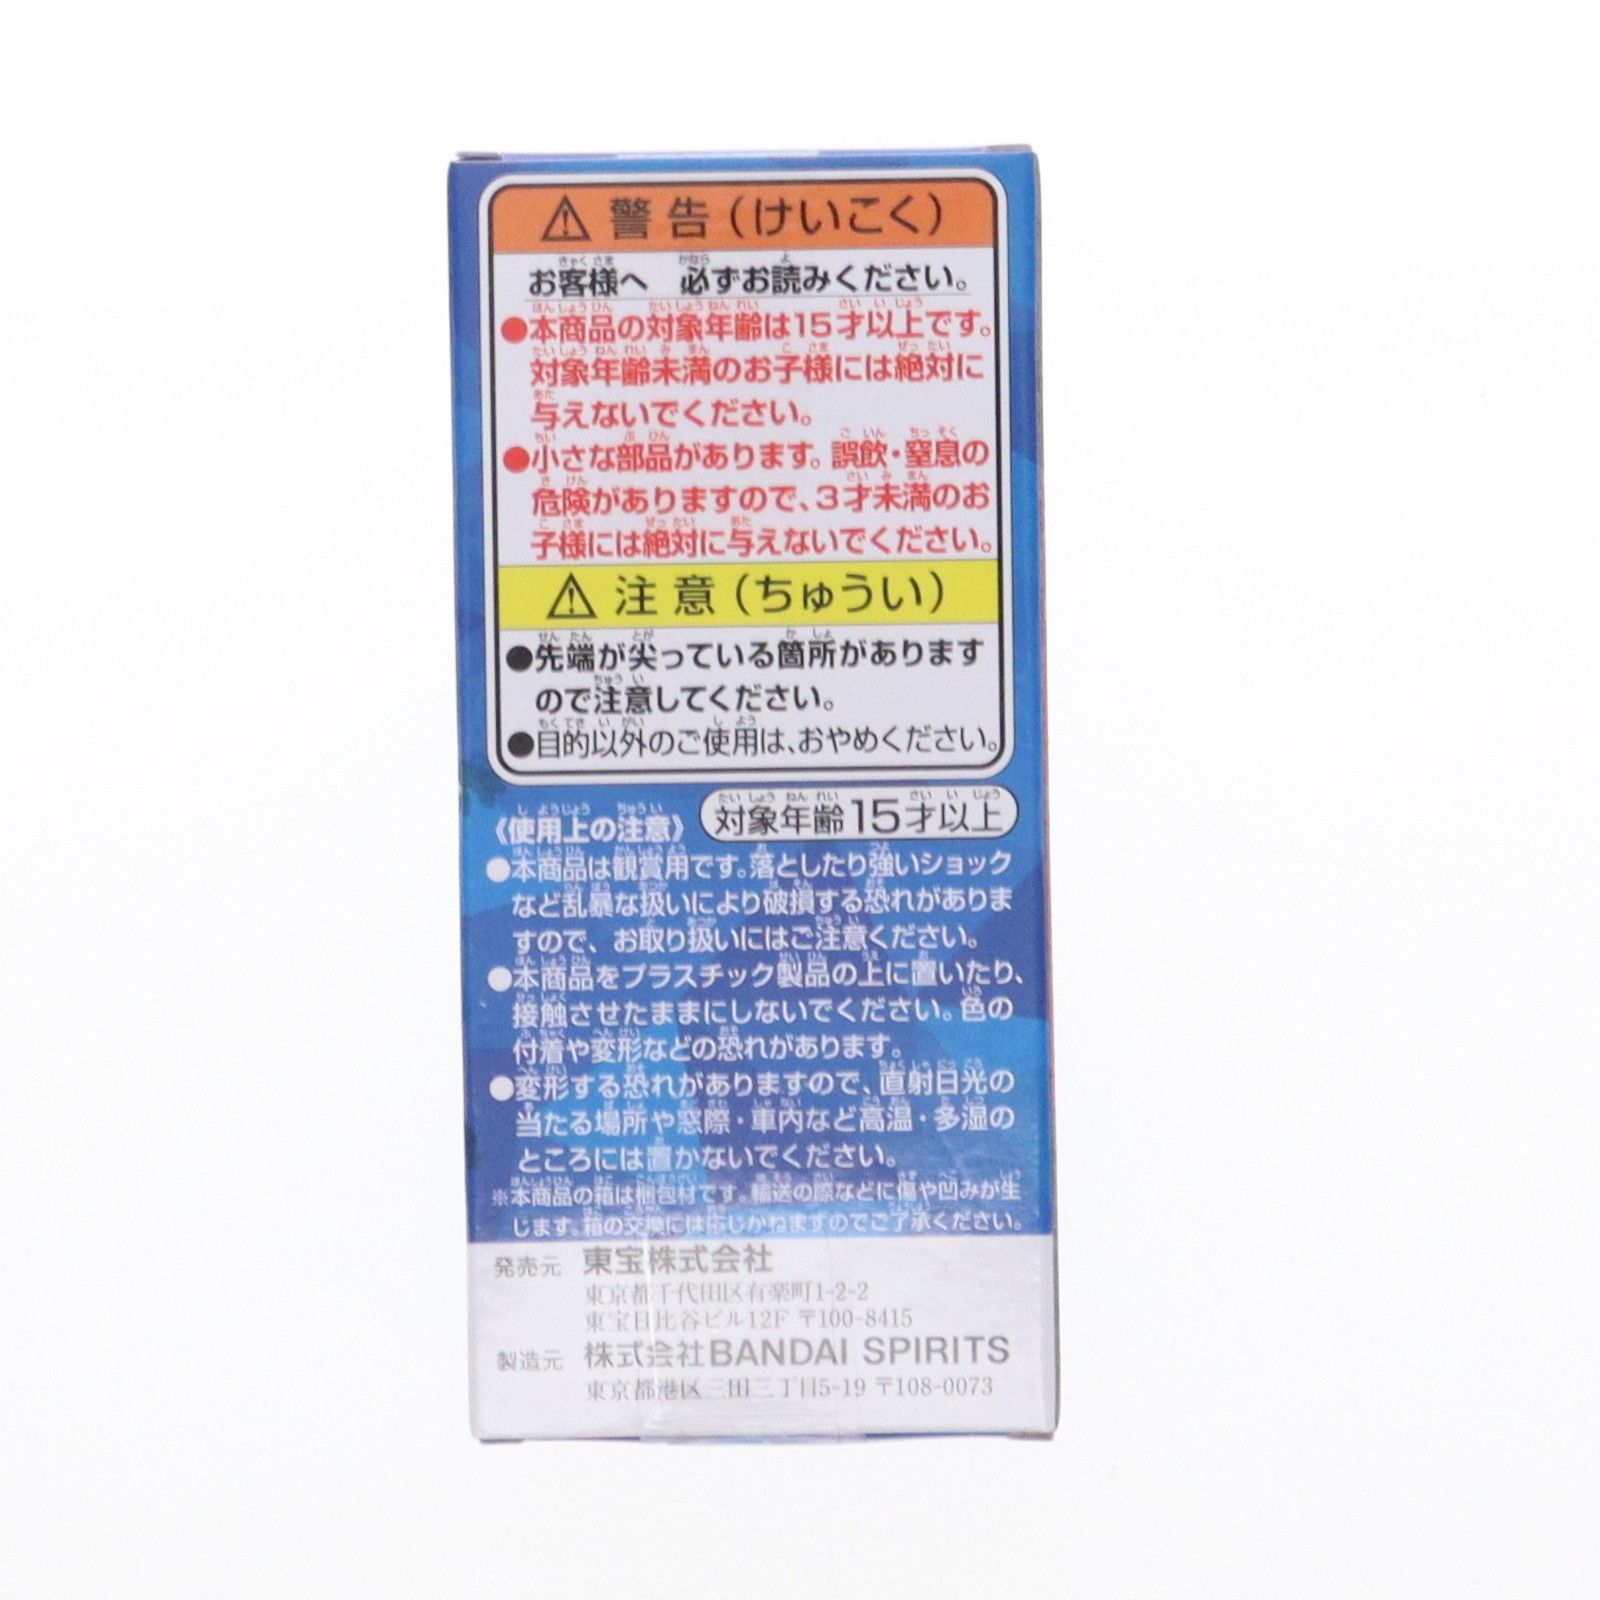 ⚠ 警告(けいこく)
お客様へ 必ずお読みください。
●本商品の対象年齢は15才以上です。
対象年齢未満のお子様には絶対に
与えないでください。
●小さな部品があります。誤飲・窒息の
危険がありますので、3才未満のお
子様には絶対に与えないでください。
⚠ 注意(ちゅうい)
●先端が尖っている箇所があります
ので注意してください。
●目的以外のご使用は、おやめください。
対象年齢15才以上
《使用上の注意》
●本商品は観賞用です。落としたり強いショック
など乱暴な扱いにより破損する恐れがありま
すので、お取り扱いにはご注意ください。
●本商品をプラスチック製品の上に置いたり、
接触させたままにしないでください。色の
付着や変形などの恐れがあります。
●変形する恐れがありますので、直射日光の
当たる場所や窓際・車内など高温・多湿の
ところには置かないでください。
※本商品の箱は梱包材です。輸送の際などに傷や凹みが生
じます。箱の交換には応じかねますのでご了承ください。
発売元 東宝株式会社
東京都千代田区有楽町1-2-2
東宝日比谷ビル12F 〒100-8415
製造元 株式会社BANDAI SPIRITS
東京都港区三田三丁目5-19 〒108-0073